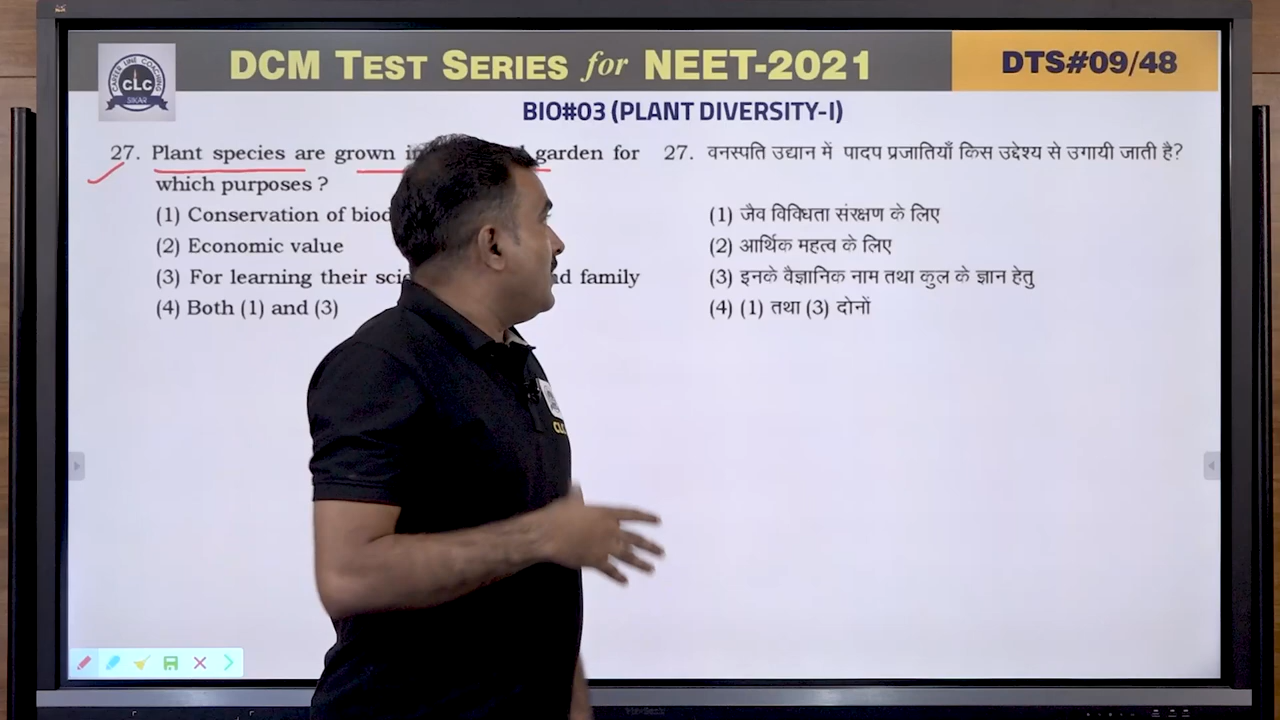 DCM TEST SERIES for NEET-2021
DTS#09/48
CAREER LINE COACHING
CLC
SIKAR
BIO#03 (PLANT DIVERSITY-I)
27. Plant species are grown in garden for
which purposes ?
(1) Conservation of
(2) Economic value
(3) For learning their family
(4) Both (1) and (3)
27. वनस्पति उद्यान में पादप प्रजातियाँ किस उद्देश्य से उगायी जाती है?
(1) जैव विविधता संरक्षण के लिए
(2) आर्थिक महत्व के लिए
(3) इनके वैज्ञानिक नाम तथा कुल के ज्ञान हेतु
(4) (1) तथा (3) दोनों
ViewSonic